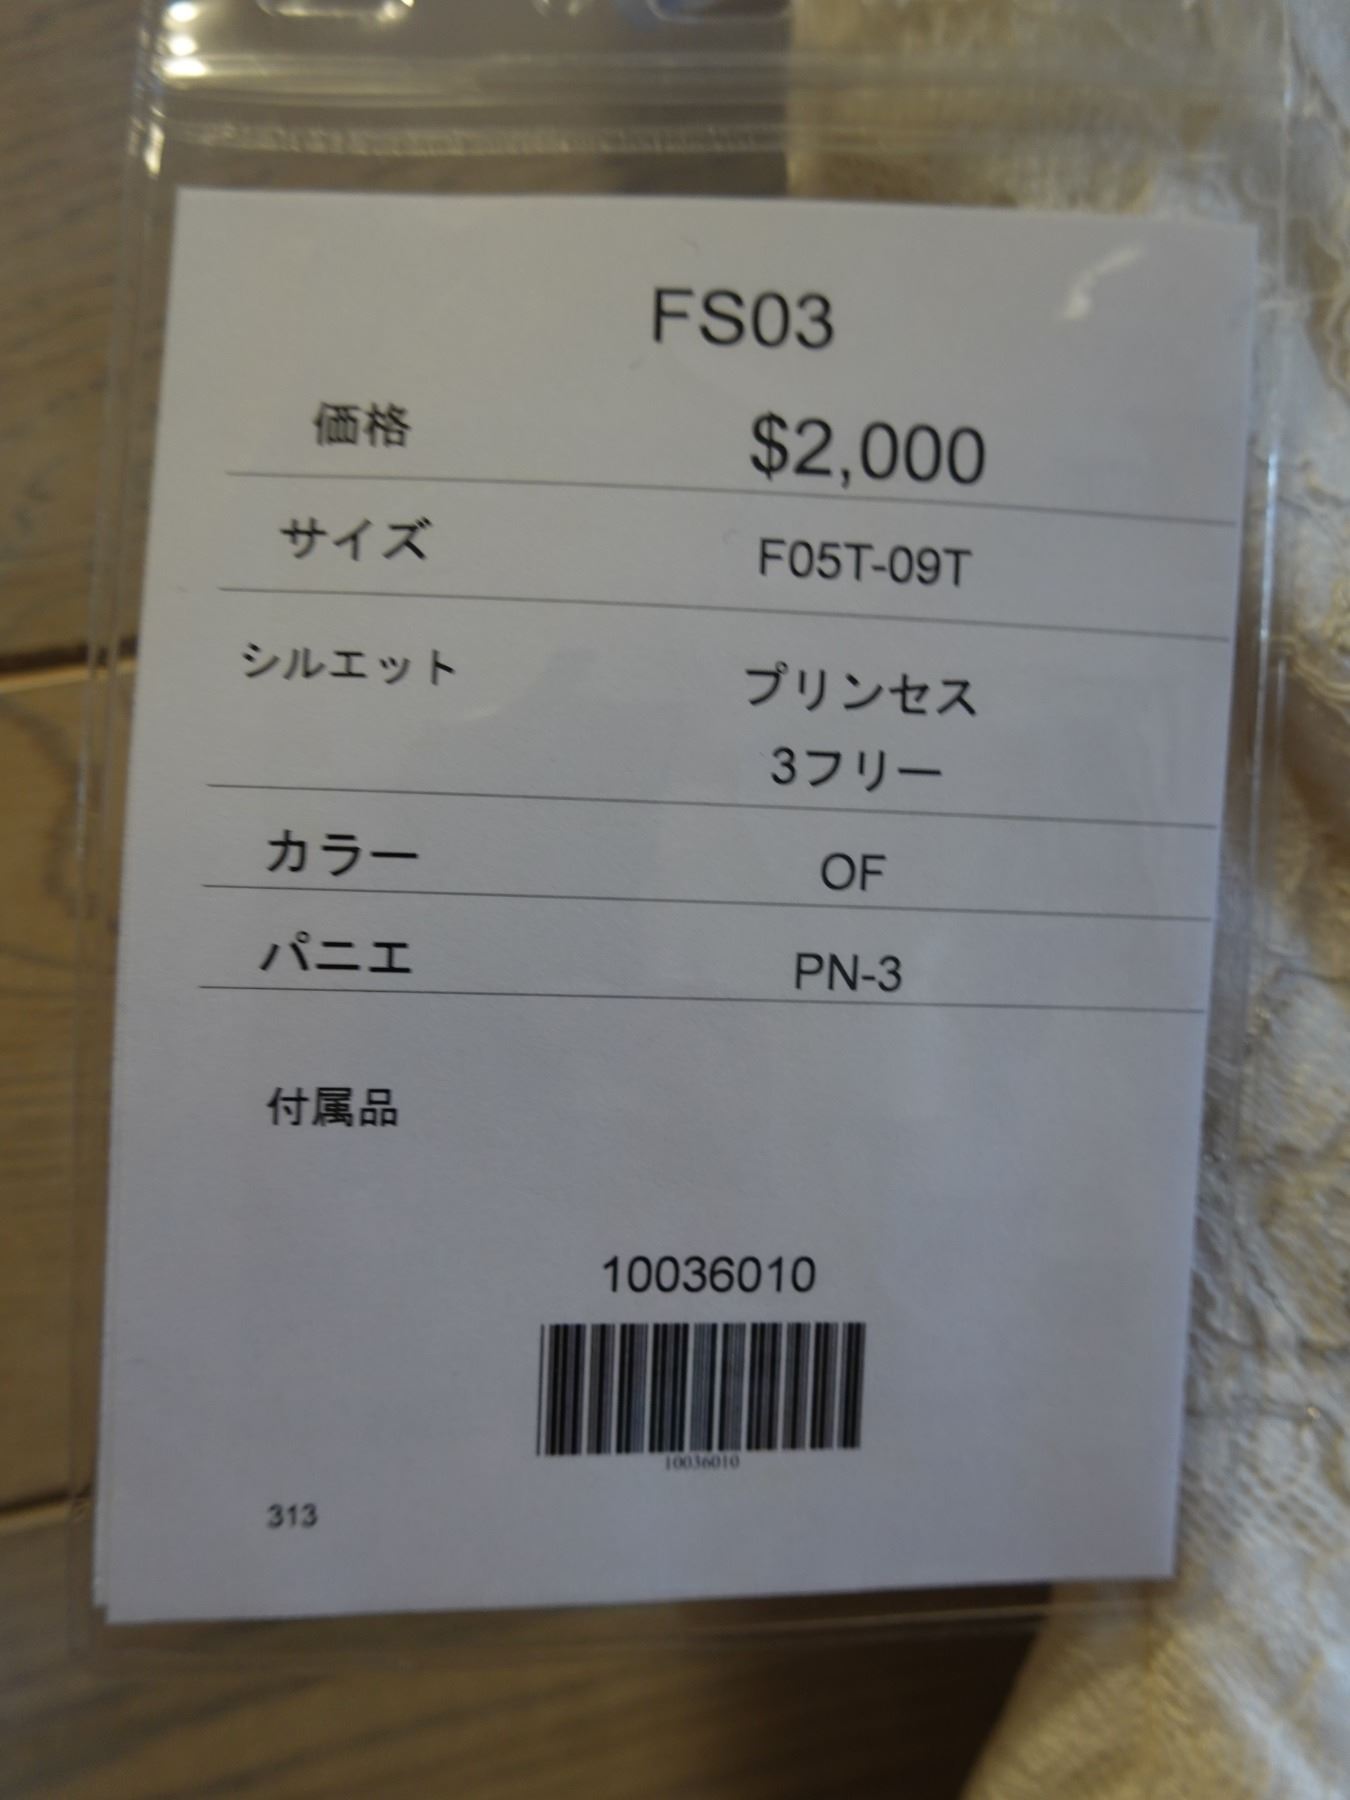 FS03
価格 $2,000
サイズ F05T-09T
シルエット プリンセス
3フリー
カラー OF
パニエ PN-3
付属品
10036010
10036010
313